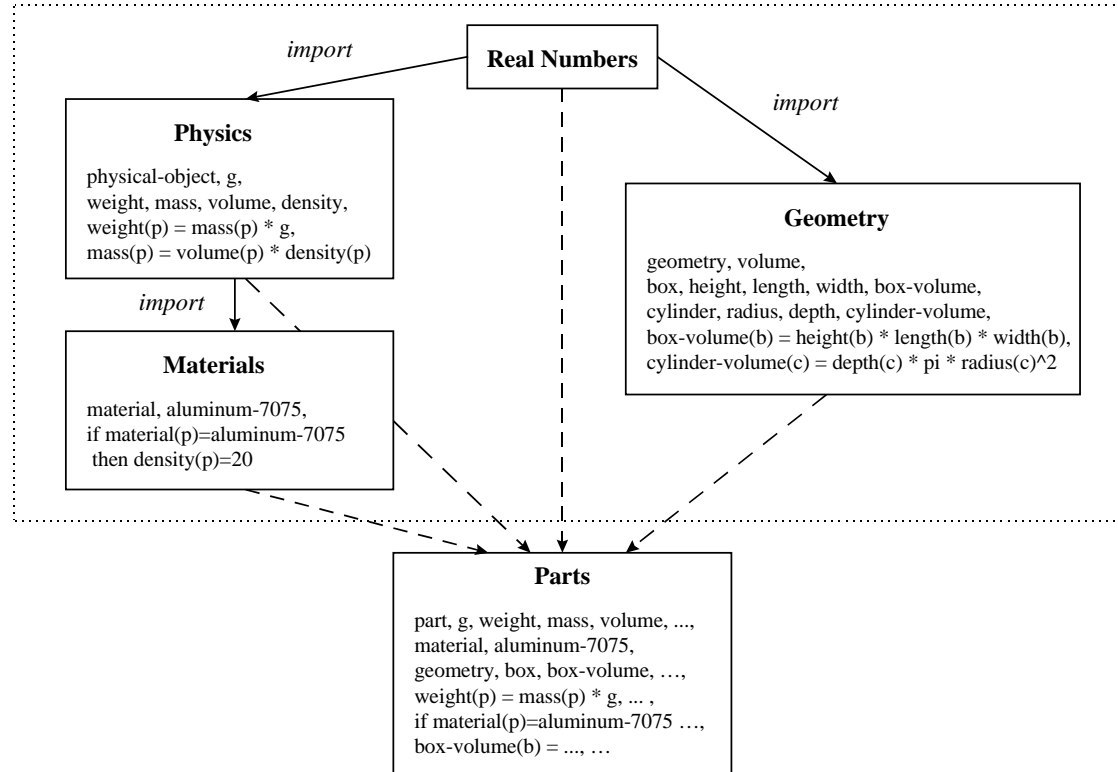 import
Real Numbers
import
Physics
physical-object, g,
weight, mass, volume, density,
weight(p) = mass(p) * g,
mass(p) = volume(p) * density(p)
Geometry
geometry, volume,
box, height, length, width, box-volume,
cylinder, radius, depth, cylinder-volume,
box-volume(b) = height(b) * length(b) * width(b),
cylinder-volume(c) = depth(c) * pi * radius(c)^2
import
Materials
material, aluminum-7075,
if material(p)=aluminum-7075
then density(p)=20
Parts
part, g, weight, mass, volume, ...,
material, aluminum-7075,
geometry, box, box-volume, …,
weight(p) = mass(p) * g, ... ,
if material(p)=aluminum-7075 …,
box-volume(b) = ..., …